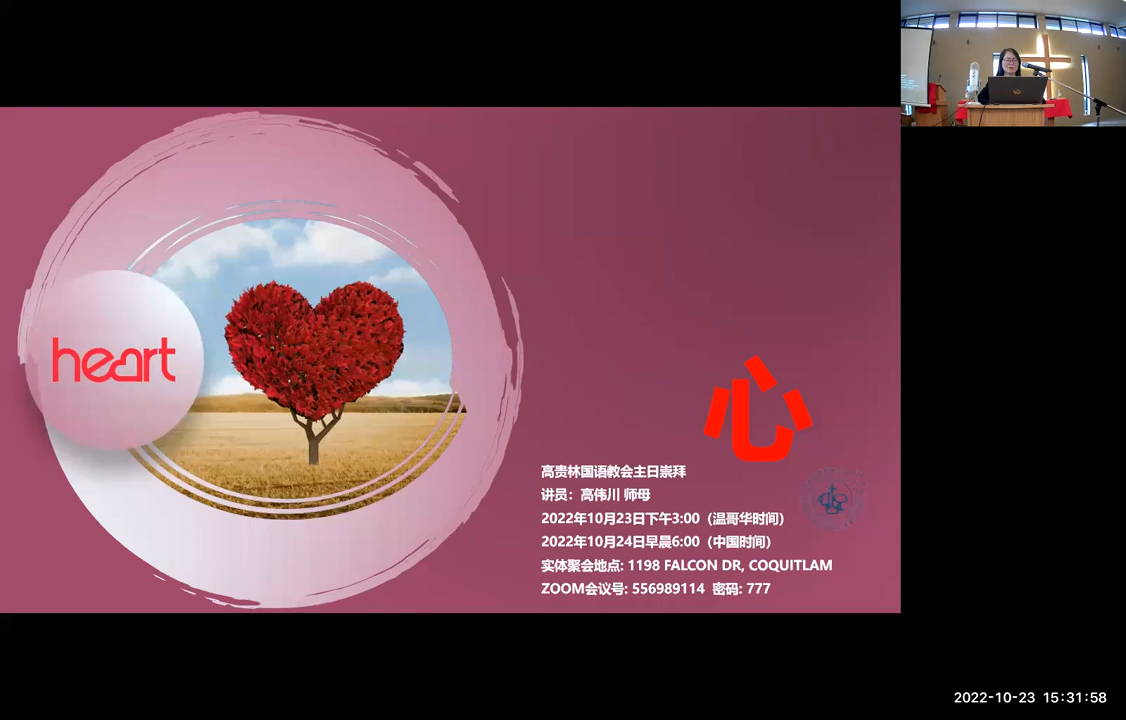 heart
心
高贵林国语教会主日崇拜
讲员：高伟川 师母
2022年10月23日下午3:00（温哥华时间）
2022年10月24日早晨6:00（中国时间）
实体聚会地点: 1198 FALCON DR, COQUITLAM
ZOOM会议号: 556989114 密码: 777
2022-10-23 15:31:58